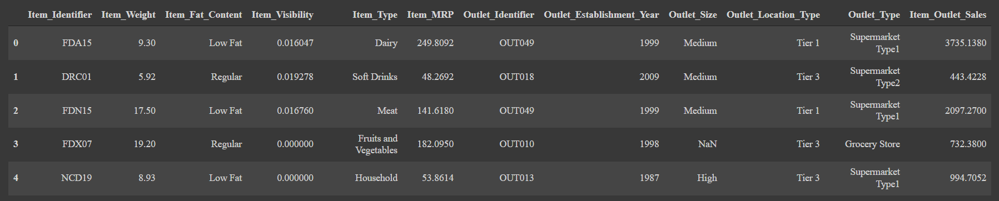 Item_Identifier Item_Weight Item_Fat_Content Item_Visibility Item_Type Item_MRP Outlet_Identifier Outlet_Establishment_Year Outlet_Size Outlet_Location_Type Outlet_Type Item_Outlet_Sales
0 FDA15 9.30 Low Fat 0.016047 Dairy 249.8092 OUT049 1999 Medium Tier 1 Supermarket Type1 3735.1380
1 DRC01 5.92 Regular 0.019278 Soft Drinks 48.2692 OUT018 2009 Medium Tier 3 Supermarket Type2 443.4228
2 FDN15 17.50 Low Fat 0.016760 Meat 141.6180 OUT049 1999 Medium Tier 1 Supermarket Type1 2097.2700
3 FDX07 19.20 Regular 0.000000 Fruits and Vegetables 182.0950 OUT010 1998 NaN Tier 3 Grocery Store 732.3800
4 NCD19 8.93 Low Fat 0.000000 Household 53.8614 OUT013 1987 High Tier 3 Supermarket Type1 994.7052